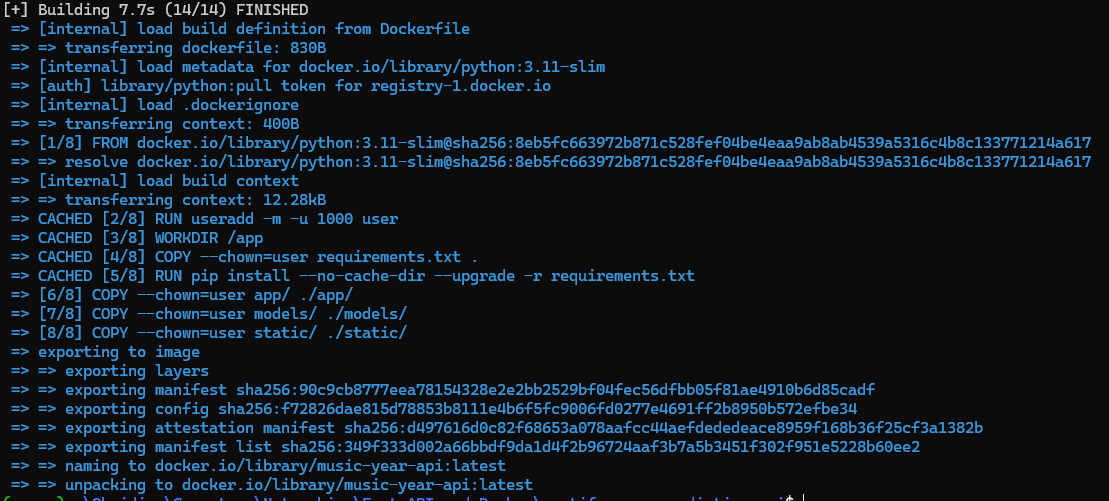 [+] Building 7.7s (14/14) FINISHED
=> [internal] load build definition from Dockerfile
=> => transferring dockerfile: 830B
=> [internal] load metadata for docker.io/library/python:3.11-slim
=> [auth] library/python:pull token for registry-1.docker.io
=> [internal] load .dockerignore
=> => transferring context: 400B
=> [1/8] FROM docker.io/library/python:3.11-slim@sha256:8eb5fc663972b871c528fef04be4eaa9ab8ab4539a5316c4b8c133771214a617
=> => resolve docker.io/library/python:3.11-slim@sha256:8eb5fc663972b871c528fef04be4eaa9ab8ab4539a5316c4b8c133771214a617
=> [internal] load build context
=> => transferring context: 12.28kB
=> CACHED [2/8] RUN useradd -m -u 1000 user
=> CACHED [3/8] WORKDIR /app
=> CACHED [4/8] COPY --chown=user requirements.txt .
=> CACHED [5/8] RUN pip install --no-cache-dir --upgrade -r requirements.txt
=> [6/8] COPY --chown=user app/ ./app/
=> [7/8] COPY --chown=user models/ ./models/
=> [8/8] COPY --chown=user static/ ./static/
=> exporting to image
=> => exporting layers
=> => exporting manifest sha256:90c9cb8777eea78154328e2e2bb2529bf04fec56dfbb05f81ae4910b6d85cadf
=> => exporting config sha256:f72826dae815d78853b8111e4b6f5fc9006fd0277e4691ff2b8950b572efbe34
=> => exporting attestation manifest sha256:d497616d0c82f68653a078aafcc44aefdededeace8959f168b36f25cf3a1382b
=> => exporting manifest list sha256:349f333d002a66bbdf9da1d4f2b96724aaf3b7a5b3451f302f951e5228b60ee2
=> => naming to docker.io/library/music-year-api:latest
=> => unpacking to docker.io/library/music-year-api:latest